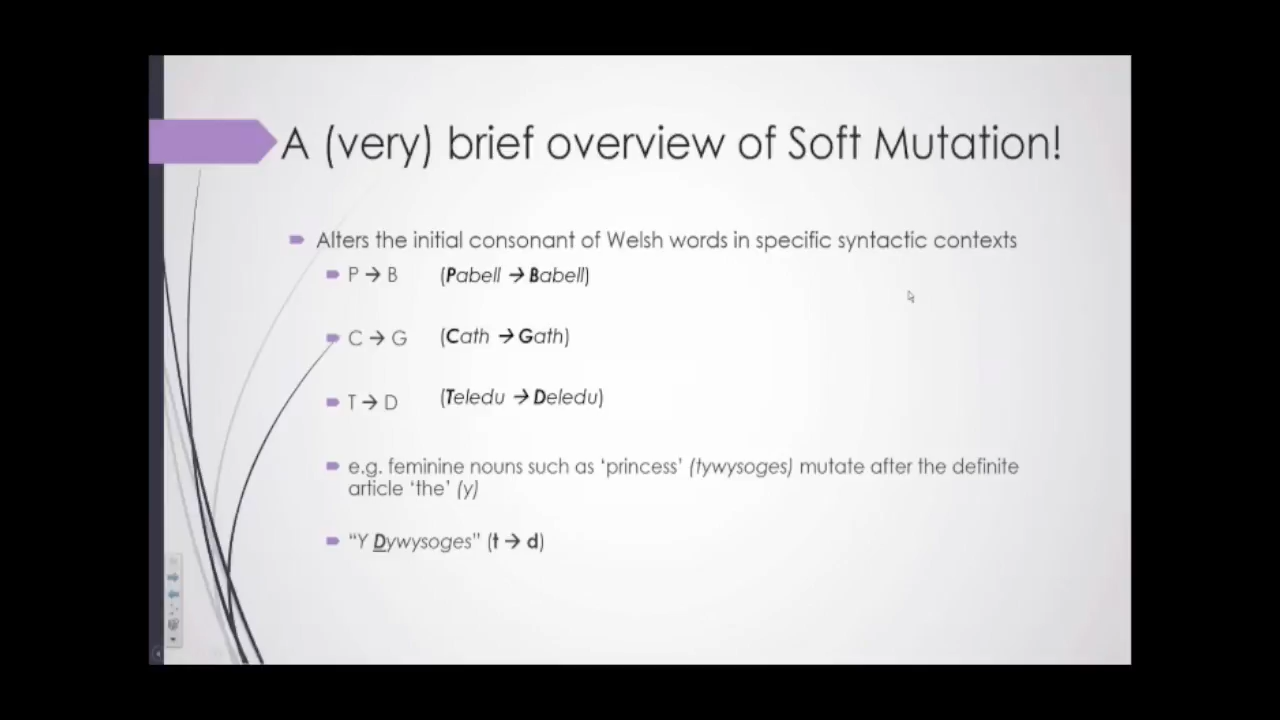 A (very) brief overview of Soft Mutation!
Alters the initial consonant of Welsh words in specific syntactic contexts
P → B (Pabell → Babell)
C → G (Cath → Gath)
T → D (Teledu → Deledu)
e.g. feminine nouns such as ‘princess’ (tywysoges) mutate after the definite
article ‘the’ (y)
“Y Dywysoges” (t → d)